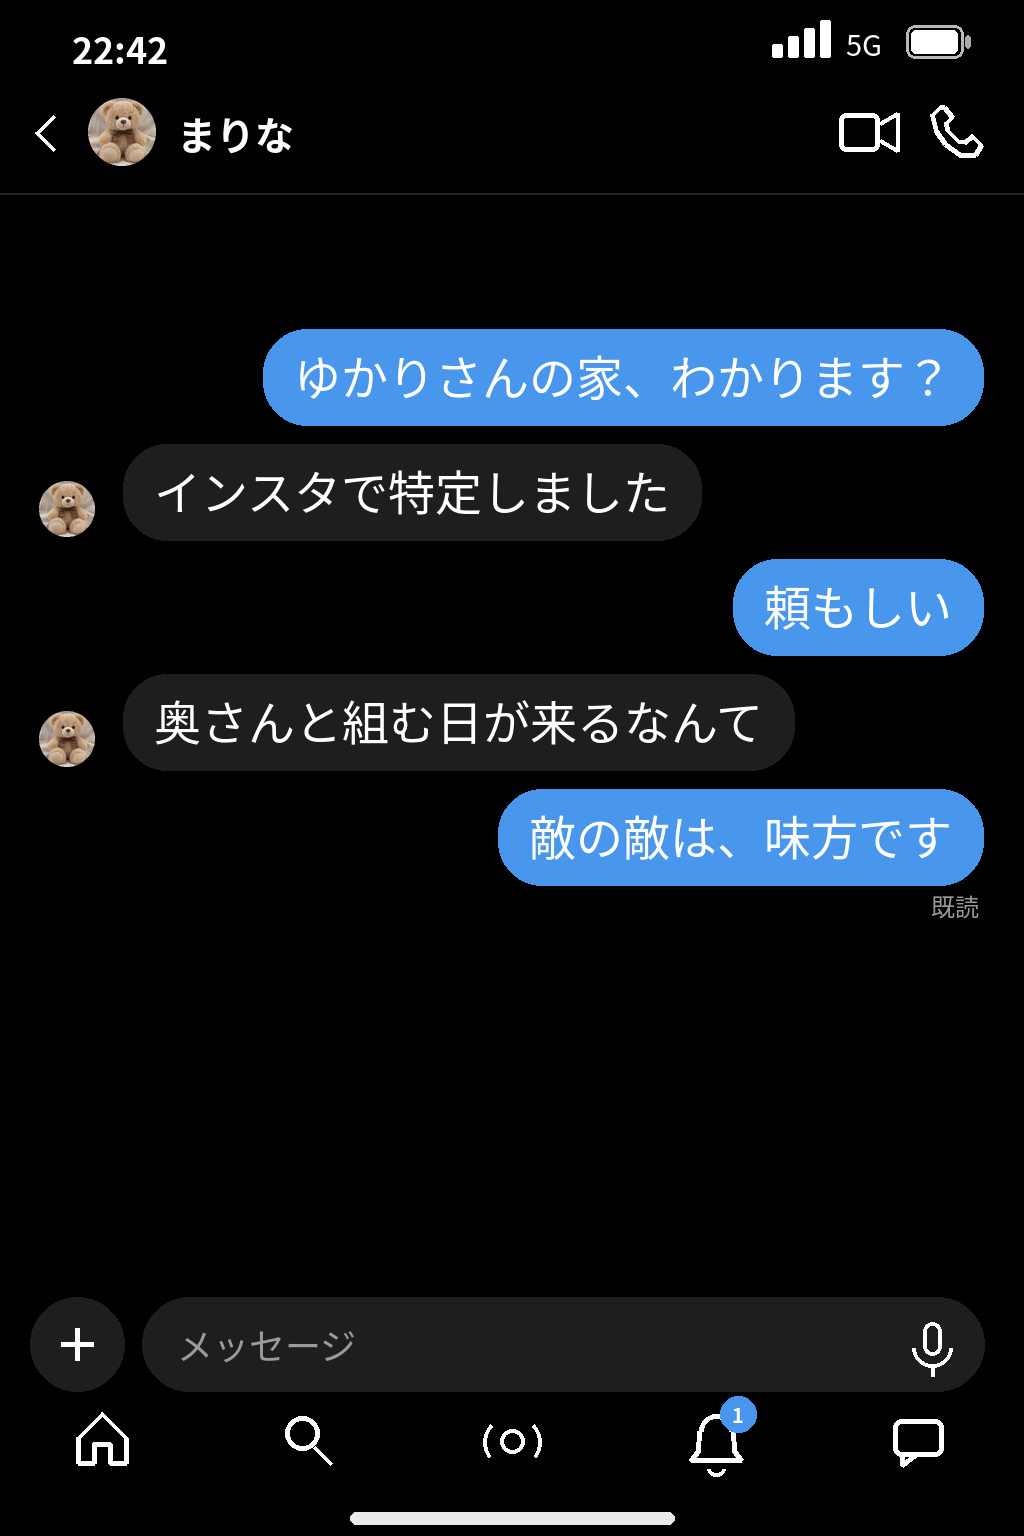 22:42
5G
まりな
ゆかりさんの家、わかります？
インスタで特定しました
頼もしい
奥さんと組む日が来るなんて
敵の敵は、味方です
既読
メッセージ
1